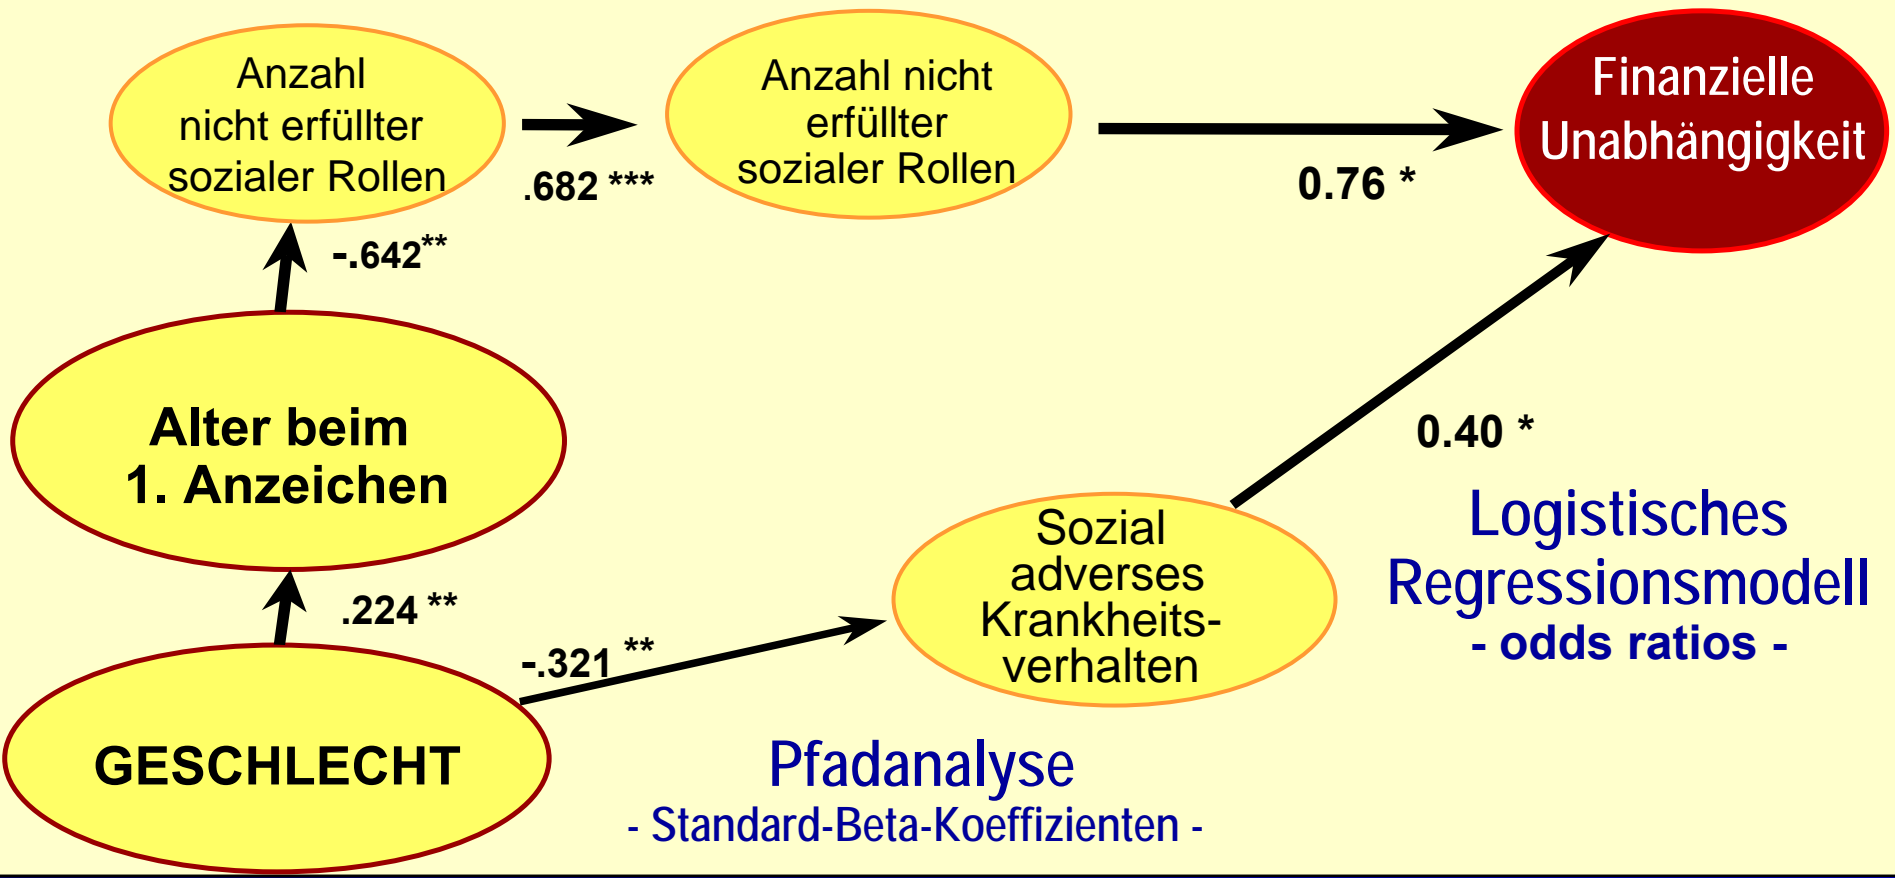 Anzahl
nicht erfüllter
sozialer Rollen
.682 ***
Anzahl nicht
erfüllter
sozialer Rollen
0.76 *
Finanzielle
Unabhängigkeit
-.642**
Alter beim
1. Anzeichen
0.40 *
.224 **
Sozial
adverses
Krankheits-
verhalten
Logistisches
Regressionsmodell
- odds ratios -
-.321 **
GESCHLECHT
Pfadanalyse
- Standard-Beta-Koeffizienten -